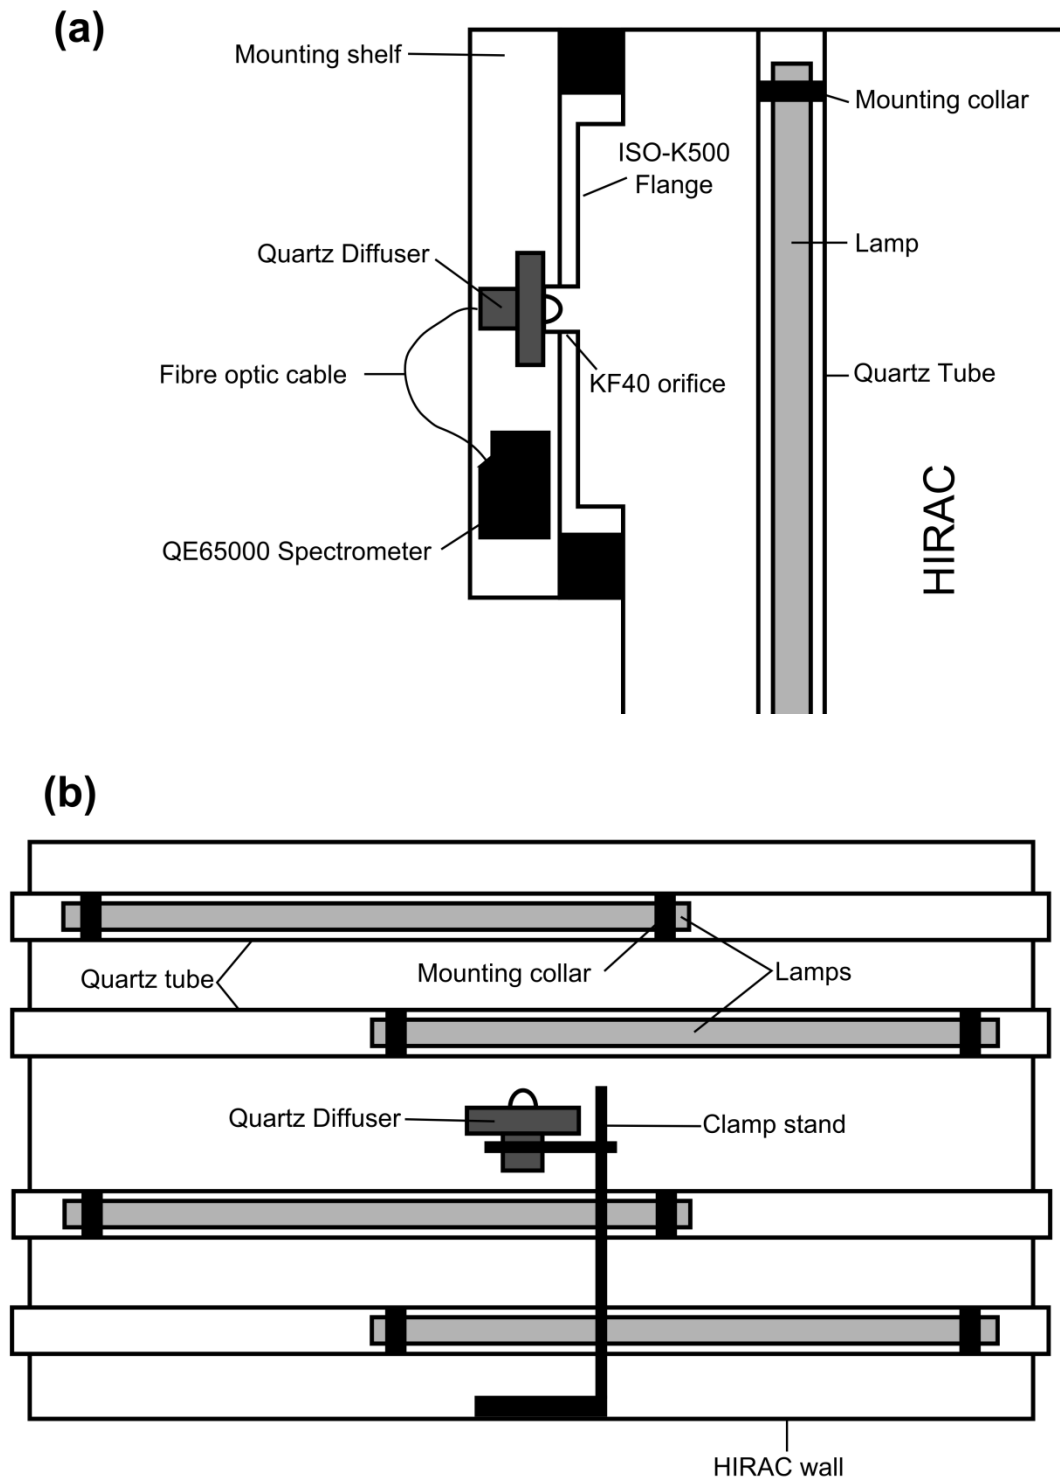 (a)
Mounting shelf
Mounting collar
ISO-K500
Flange
Quartz Diffuser
Lamp
Fibre optic cable
KF40 orifice
Quartz Tube
HIRAC
QE65000 Spectrometer
(b)
Quartz tube
Mounting collar
Lamps
Quartz Diffuser
Clamp stand
HIRAC wall